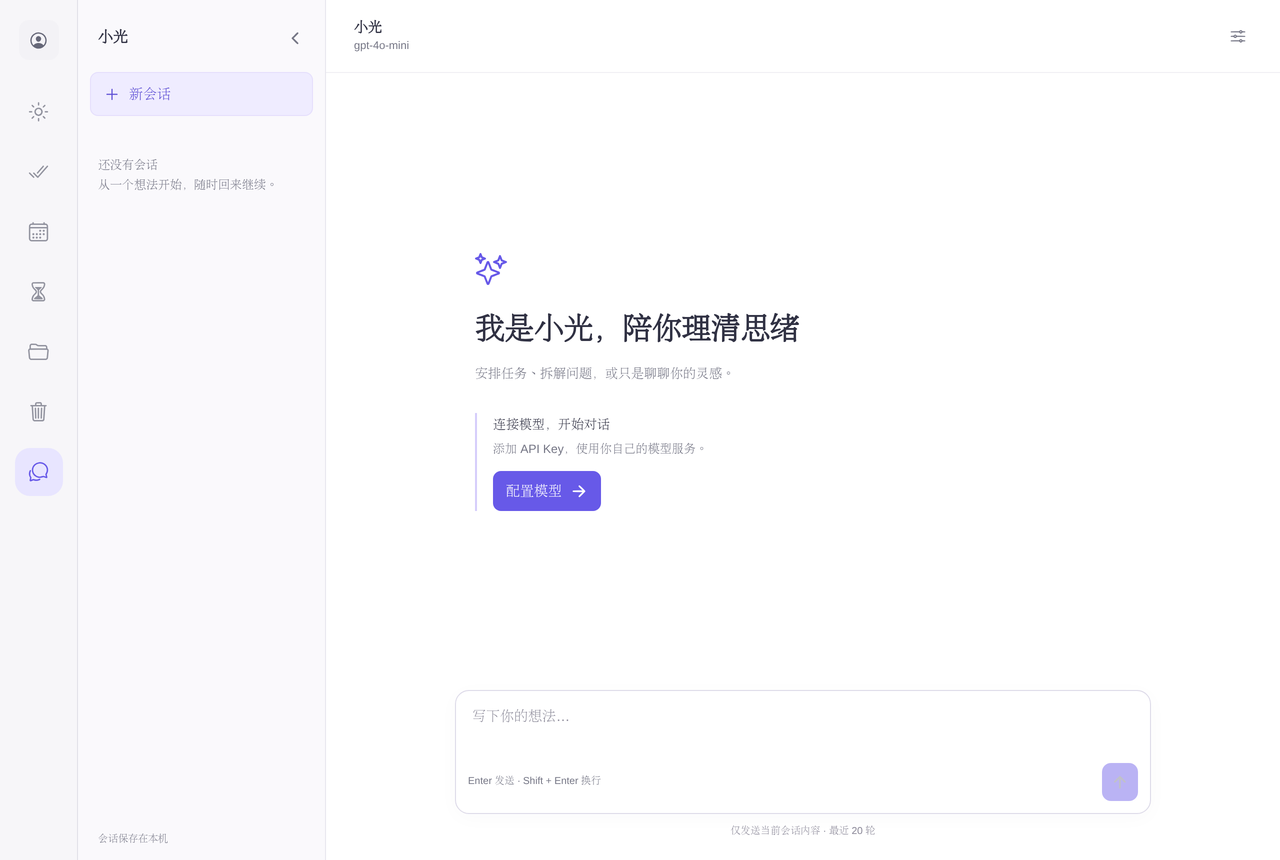 小光
新会话
还没有会话
从一个想法开始，随时回来继续。
会话保存在本机
小光
gpt-4o-mini
我是小光，陪你理清思绪
安排任务、拆解问题，或只是聊聊你的灵感。
连接模型，开始对话
添加 API Key，使用你自己的模型服务。
配置模型
写下你的想法...
Enter 发送 · Shift + Enter 换行
仅发送当前会话内容 · 最近 20 轮